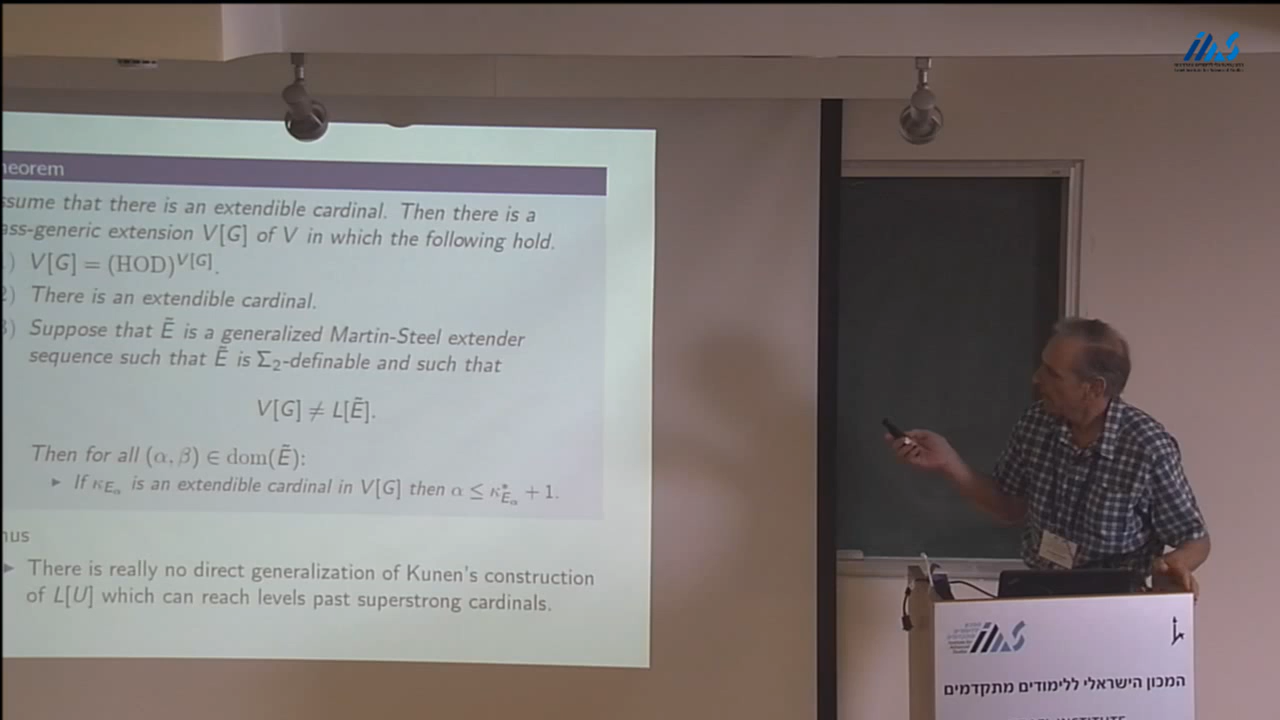 heorem
ssume that there is an extendible cardinal. Then there is a
ass-generic extension V[G] of V in which the following hold.
) V[G] = (HOD)^{V[G]}.
2) There is an extendible cardinal.
3) Suppose that Ẽ is a generalized Martin-Steel extender
sequence such that Ẽ is Σ₂-definable and such that
V[G] ≠ L[Ẽ].
Then for all (α, β) ∈ dom(Ẽ):
▸ If κ_{E_α} is an extendible cardinal in V[G] then α ≤ κ*_{E_α} + 1.
hus
▸ There is really no direct generalization of Kunen's construction
of L[U] which can reach levels past superstrong cardinals.
המכון הישראלי ללימודים מתקדמים